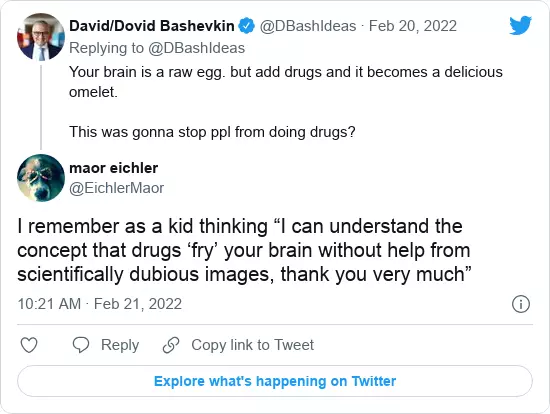 David/Dovid Bashevkin @DBashIdeas · Feb 20, 2022
Replying to @DBashIdeas
Your brain is a raw egg. but add drugs and it becomes a delicious
omelet.
This was gonna stop ppl from doing drugs?
maor eichler
@EichlerMaor
I remember as a kid thinking “I can understand the
concept that drugs ‘fry’ your brain without help from
scientifically dubious images, thank you very much”
10:21 AM · Feb 21, 2022
Reply Copy link to Tweet
Explore what's happening on Twitter